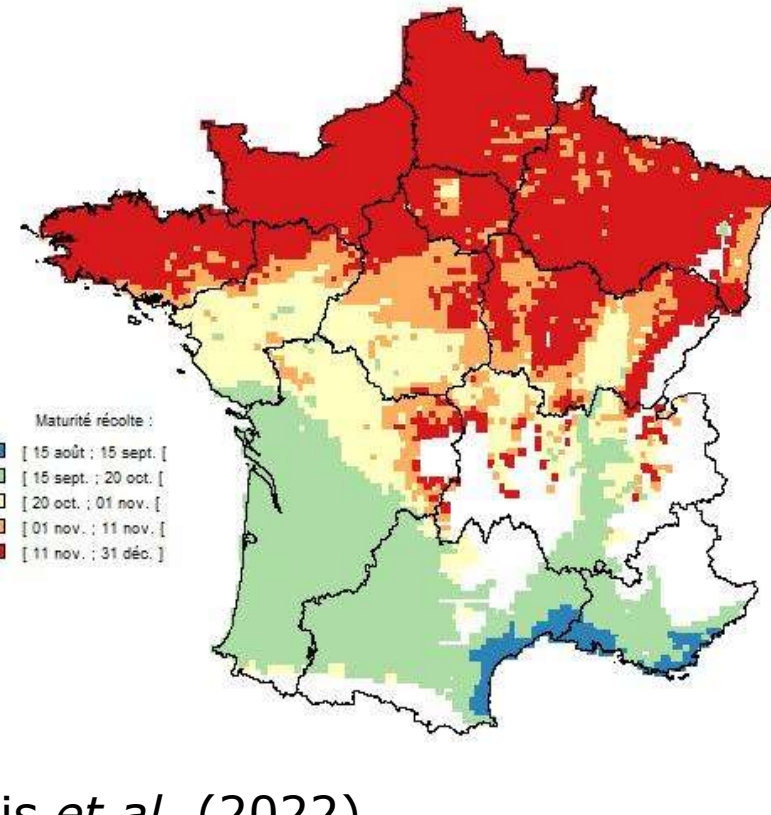 Maturité récolte :
[ 15 août ; 15 sept. [
[ 15 sept. ; 20 oct. [
[ 20 oct. ; 01 nov. [
[ 01 nov. ; 11 nov. [
[ 11 nov. ; 31 déc. ]
et al. (2022)